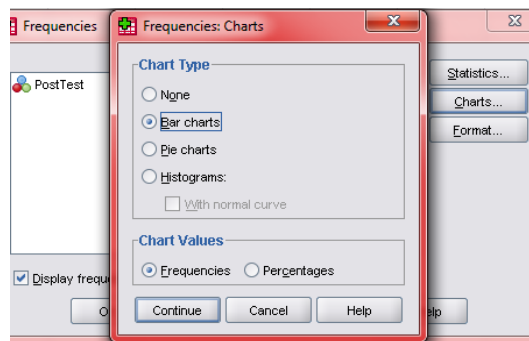 Frequencies
Frequencies: Charts
PostTest
Chart Type
None
Bar charts
Pie charts
Histograms:
With normal curve
Chart Values
Frequencies
Percentages
Continue
Cancel
Help
Statistics...
Charts...
Format...
Display frequ
O
elp